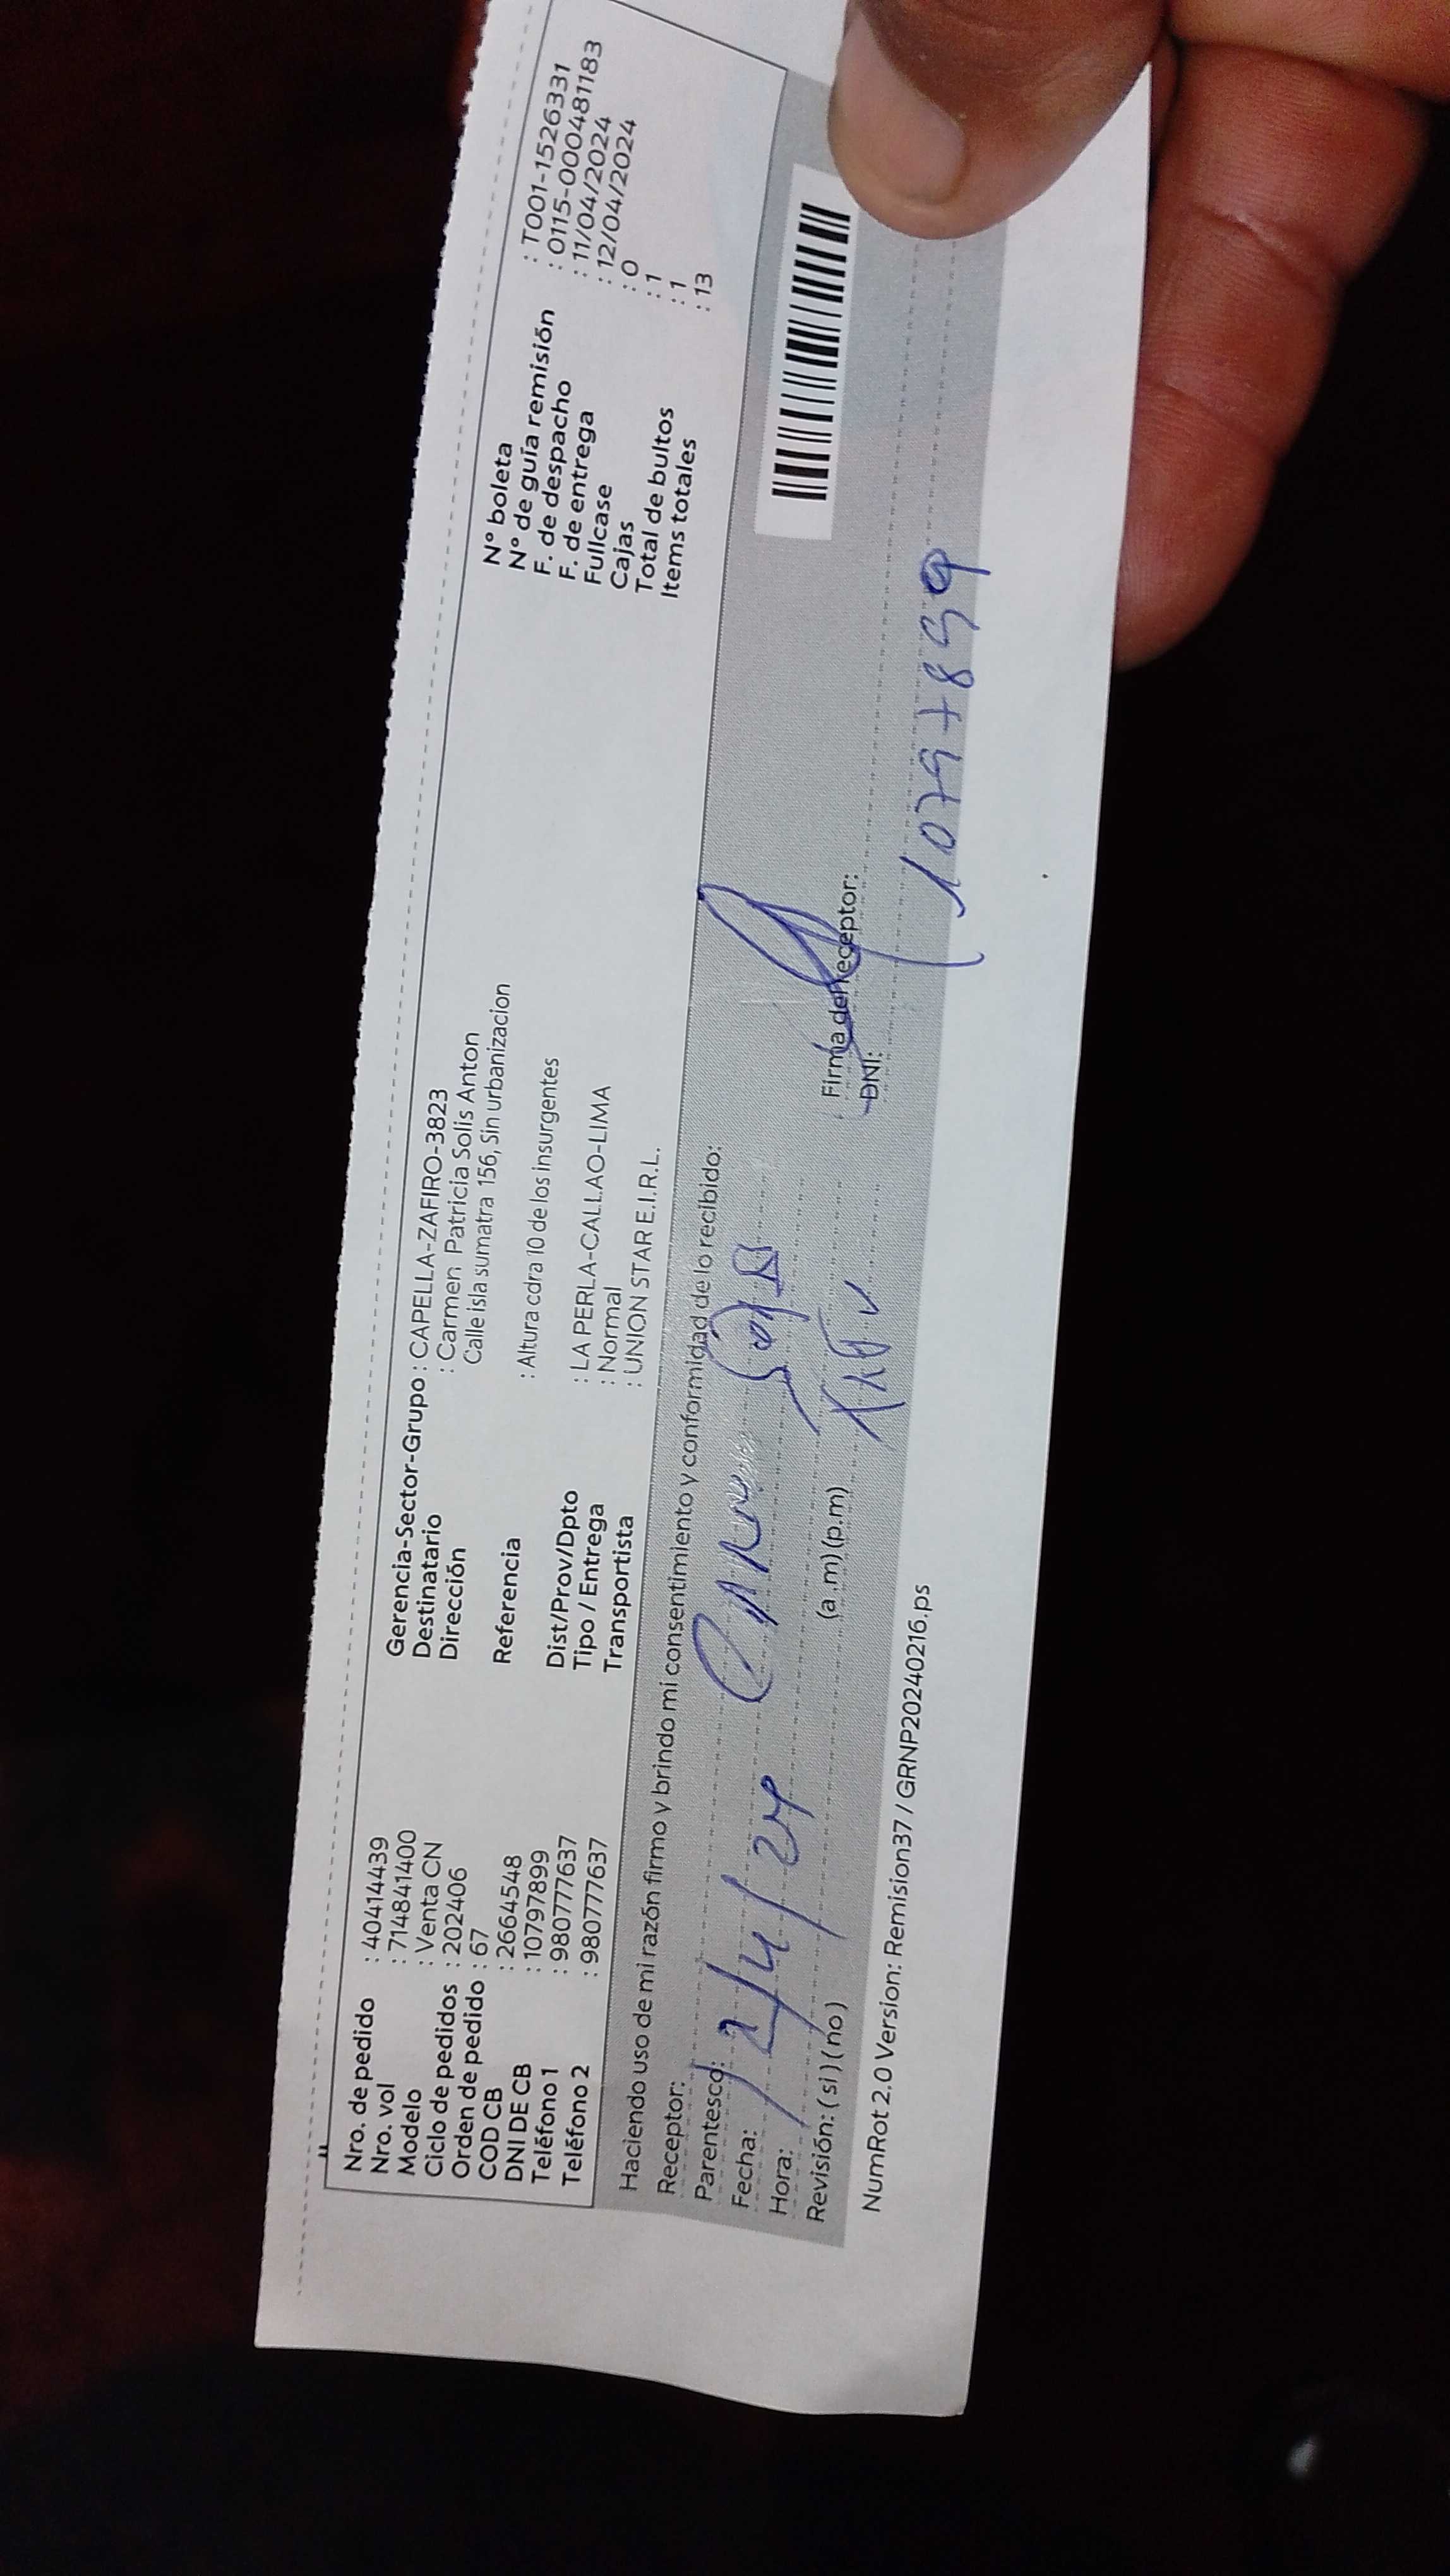 Nro. de pedido : 40414439
Nro. vol : 714841400
Modelo : Venta CN
Ciclo de pedidos : 202406
Orden de pedido : 67
COD CB : 2664548
DNI DE CB : 10797899
Teléfono 1 : 980777637
Teléfono 2 : 980777637
Gerencia-Sector-Grupo : CAPELLA-ZAFIRO-3823
Destinatario : Carmen Patricia Solis Anton
Dirección Calle isla sumatra 156, Sin urbanizacion
Referencia : Altura cdra 10 de los insurgentes
Dist/Prov/Dpto : LA PERLA-CALLAO-LIMA
Tipo / Entrega : Normal
Transportista : UNION STAR E.I.R.L.
N° boleta : T001-1526331
N° de guía remisión : 0115-000481183
F. de despacho : 11/04/2024
F. de entrega : 12/04/2024
Fullcase : 0
Cajas : 1
Total de bultos : 1
Items totales : 13
Haciendo uso de mi razón firmo y brindo mi consentimiento y conformidad de lo recibido:
Receptor:
Parentesco:
Fecha: 12/4/24
Hora: (a.m) (p.m)
Revisión: (si) (no)
Firma del receptor:
DNI: 10797899
NumRot 2.0 Version: Remision37 / GRNP20240216.ps